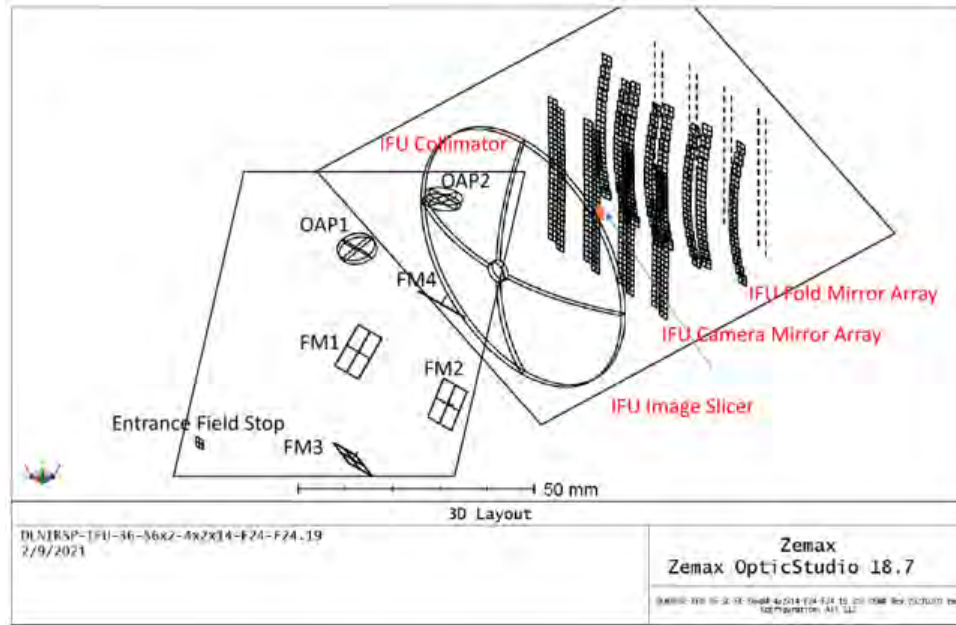 IFU Collimator
OAP2
OAP1
FM4
IFU Fold Mirror Array
FM1
IFU Camera Mirror Array
FM2
IFU Image Slicer
Entrance Field Stop
FM3
50 mm
3D Layout
2/9/2021
Zemax
Zemax OpticStudio 18.7